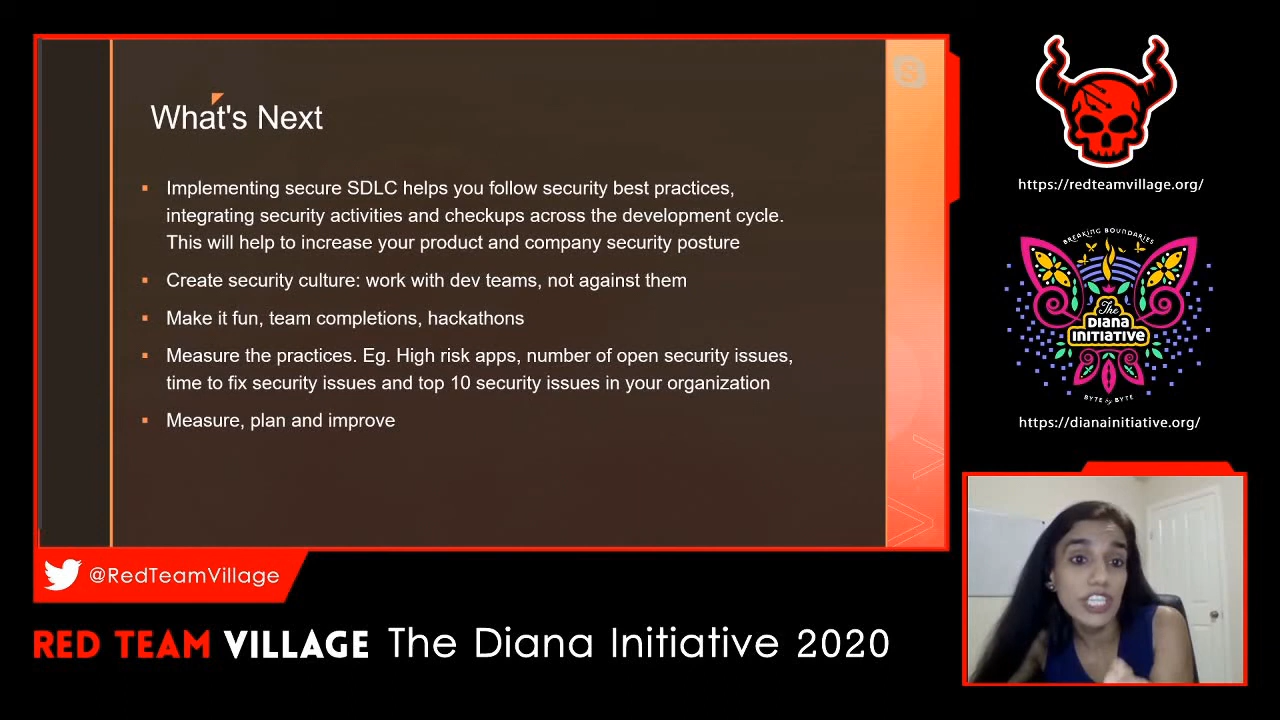 What's Next
Implementing secure SDLC helps you follow security best practices,
integrating security activities and checkups across the development cycle.
This will help to increase your product and company security posture
Create security culture: work with dev teams, not against them
Make it fun, team completions, hackathons
Measure the practices. Eg. High risk apps, number of open security issues,
time to fix security issues and top 10 security issues in your organization
Measure, plan and improve
https://redteamvillage.org/
BREAKING BOUNDARIES
The
DIANA
INITIATIVE
BYTE by BYTE
https://dianainitiative.org/
@RedTeamVillage
RED TEAM VILLAGE The Diana Initiative 2020